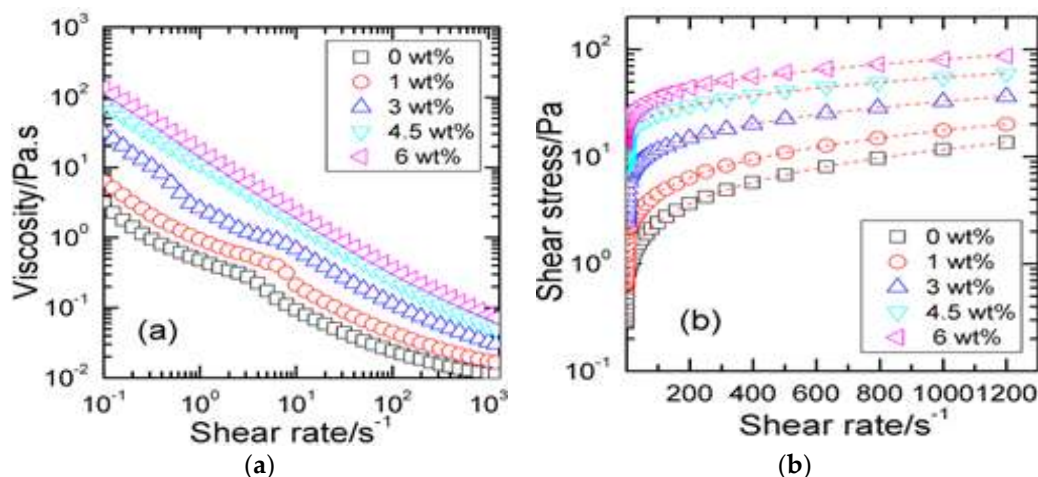 10³
10²
10¹
10⁰
10⁻¹
10⁻²
Viscosity/Pa.s
0 wt%
1 wt%
3 wt%
4.5 wt%
6 wt%
(a)
10⁻¹ 10⁰ 10¹ 10² 10³
Shear rate/s⁻¹
(a)
10²
10¹
10⁰
10⁻¹
Shear stress/Pa
0 wt%
1 wt%
3 wt%
4.5 wt%
6 wt%
(b)
200 400 600 800 1000 1200
Shear rate/s⁻¹
(b)